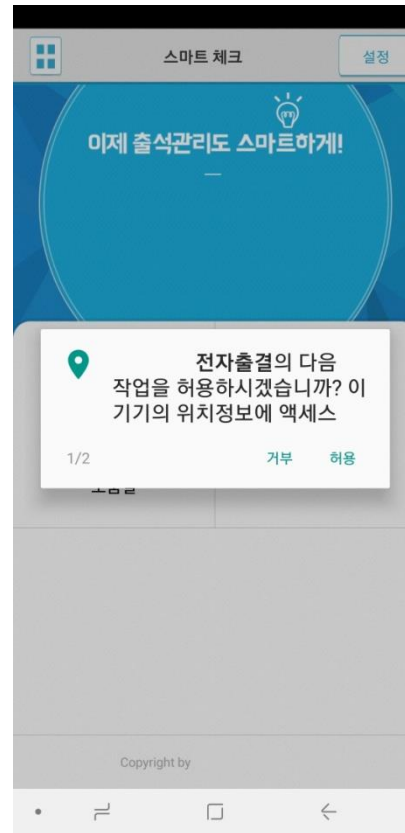 스마트 체크
설정
이제 출석관리도 스마트하게!
전자출결의 다음
작업을 허용하시겠습니까? 이
기기의 위치정보에 액세스
1/2
거부
허용
Copyright by